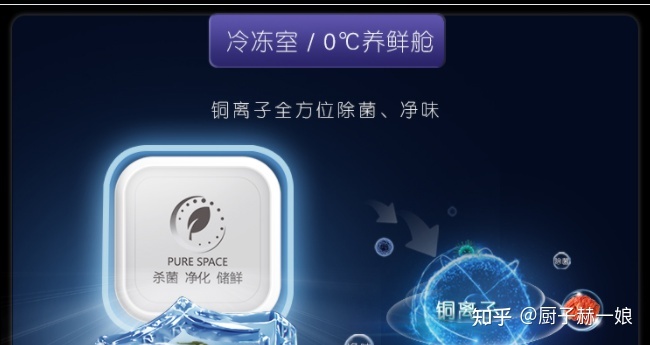 冷冻室 / 0℃养鲜舱
铜离子全方位除菌、净味
PURE SPACE
杀菌 净化 储鲜
铜离子
知乎 @厨子赫一娘